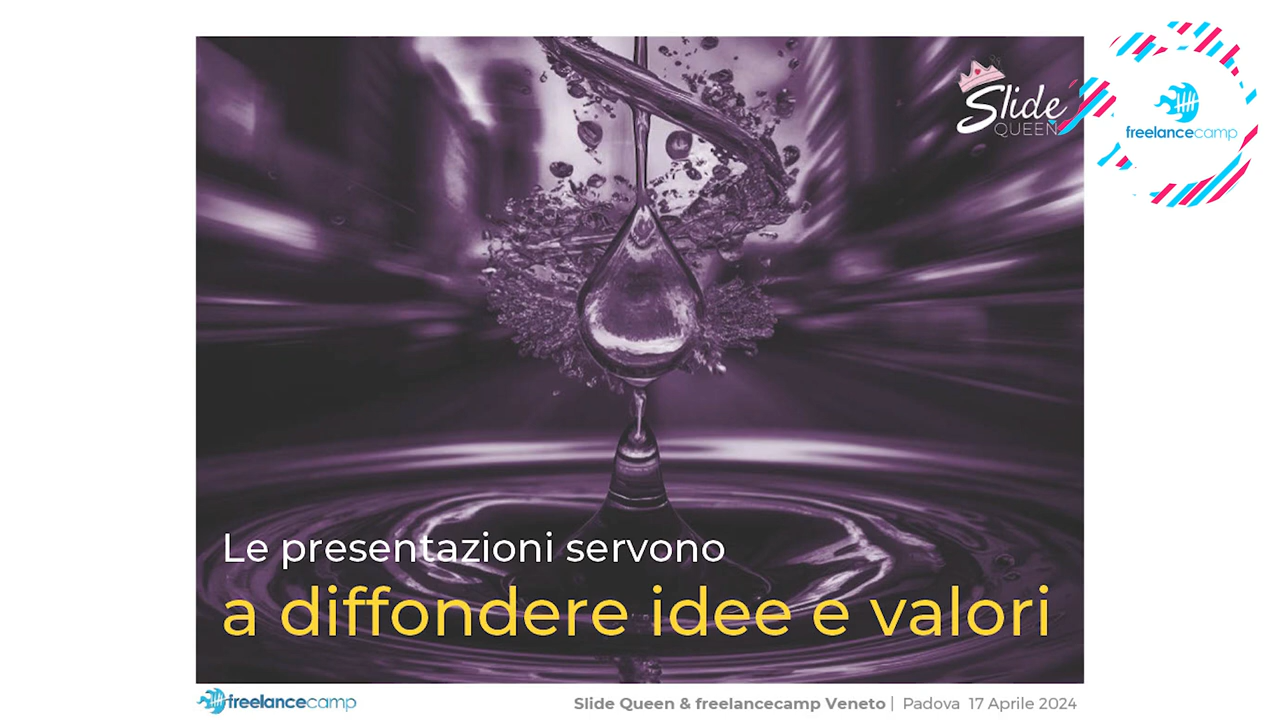 Slide
QUEEN
freelancecamp
Le presentazioni servono
a diffondere idee e valori
freelancecamp
Slide Queen & freelancecamp Veneto | Padova 17 Aprile 2024